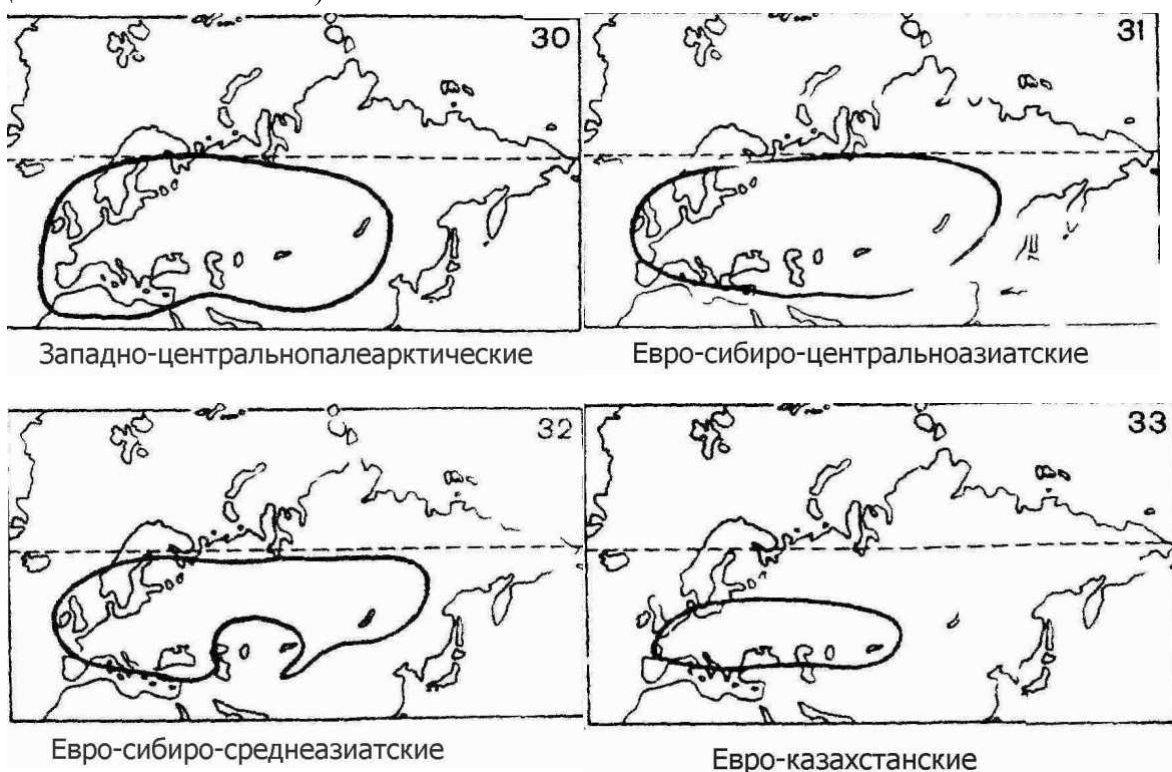 30
31
Западно-центральнопалеарктические
Евро-сибиро-центральноазиатские
32
33
Евро-сибиро-среднеазиатские
Евро-казахстанские